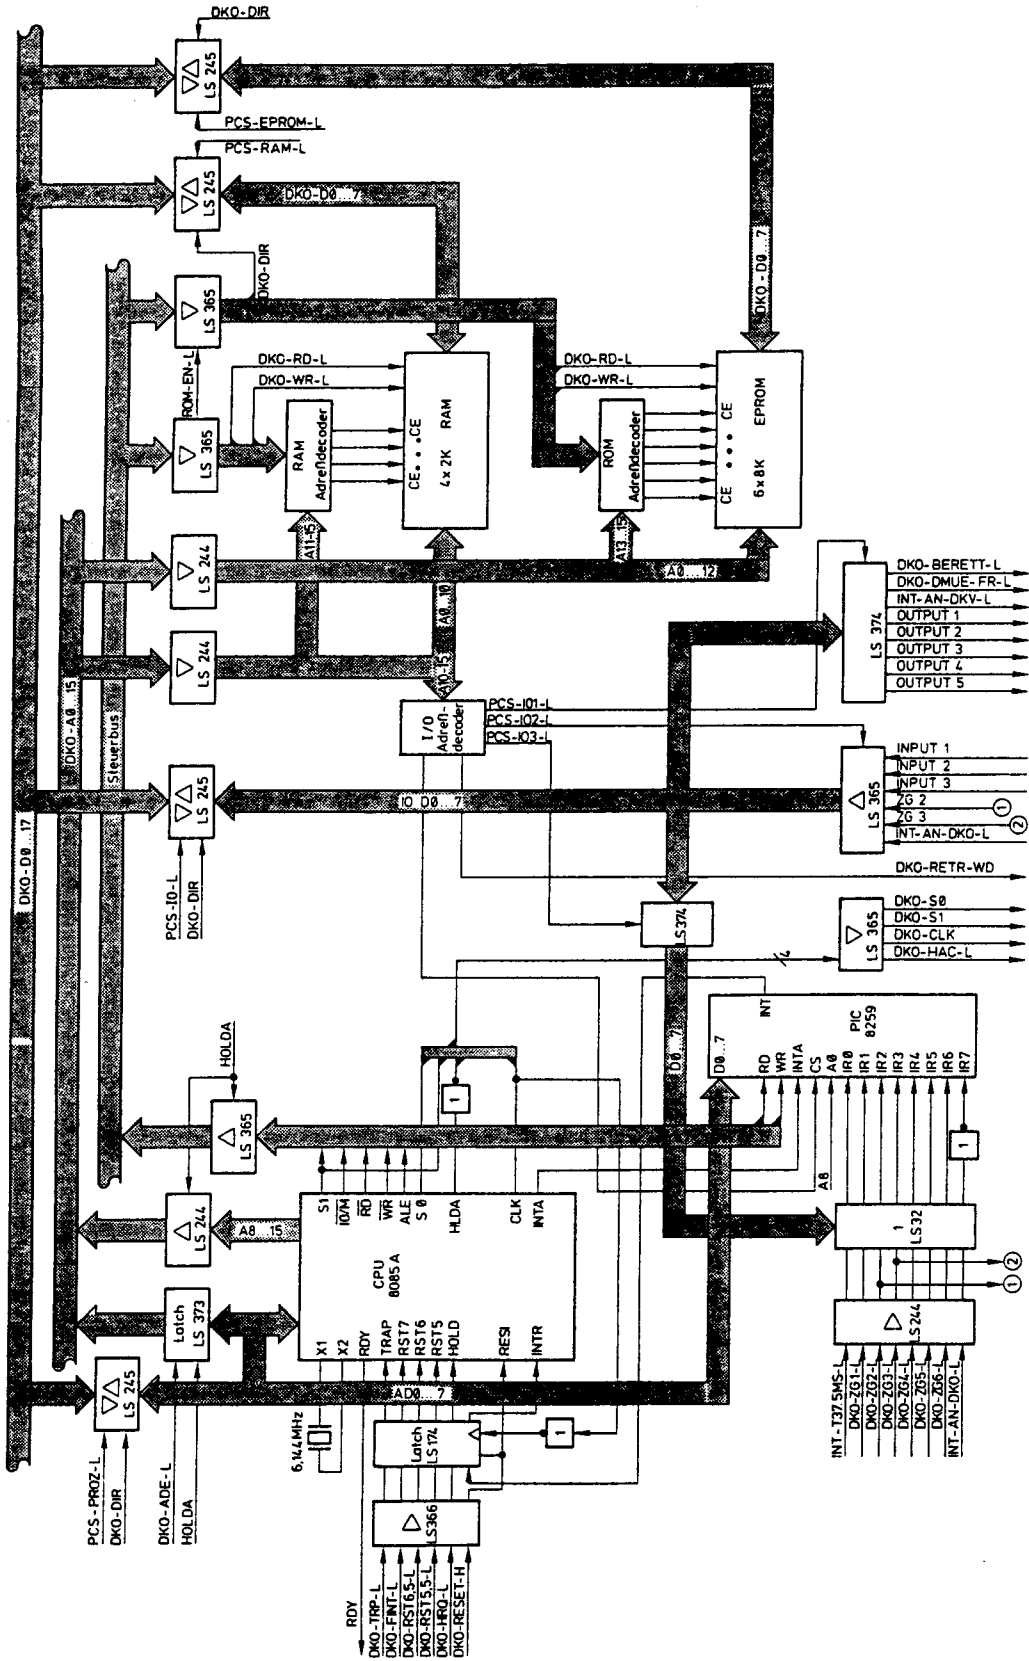 DKO-DIR
LS 245
PCS-EPROM-L
PCS-RAM-L
LS 245
DKO-D0...7
DKO-DIR
LS 365
ROM-EN-L
DKO-D0...7
LS 365
DKO-RD-L
DKO-WR-L
RAM
Adreßdecoder
CE...CE
4x2K RAM
DKO-RD-L
DKO-WR-L
ROM
Adreßdecoder
CE ... CE
6x8K EPROM
LS 244
A11-15
A0...10
A13...15
A0...12
LS 244
A10-15
DKO-A0...15
Steuerbus
DKO-D0...17
I/O
Adreß-
decoder
PCS-IO1-L
PCS-IO2-L
PCS-IO3-L
LS 374
DKO-BERETT-L
DKO-DMUE-FR-L
INT-AN-DKV-L
OUTPUT 1
OUTPUT 2
OUTPUT 3
OUTPUT 4
OUTPUT 5
LS 245
PCS-IO-L
DKO-DIR
IO D0...7
LS 365
INPUT 1
INPUT 2
INPUT 3
ZG 2
1
ZG 3
2
INT-AN-DKO-L
DKO-RETR-WD
LS374
LS 365
DKO-S0
DKO-S1
DKO-CLK
DKO-HAC-L
4
D0...7
HOLDA
LS 365
LS 244
A8...15
Latch
LS 373
LS 245
PCS-PROZ-L
DKO-DIR
DKO-ADE-L
HOLDA
CPU
8085A
S1
IO/M
RD
WR
ALE
S0
HLDA
CLK
INTA
X1
X2
RDY
TRAP
RST7
RST6
RST5
HOLD
RESI
INTR
1
6,144MHz
AD0...7
Latch
LS 174
1
LS366
RDY
DKO-TRP-L
DKO-FINT-L
DKO-RST6,5-L
DKO-RST5,5-L
DKO-HRQ-L
DKO-RESET-H
D0...7
INT
PIC
8259
RD
WR
INTA
CS
A0
IR0
IR1
IR2
IR3
IR4
IR5
IR6
IR7
A8
1
1
LS32
2
1
LS244
INT-T37.5MS-L
DKO-ZG1-L
DKO-ZG2-L
DKO-ZG3-L
DKO-ZG4-L
DKO-ZG5-L
DKO-ZG6-L
INT-AN-DKO-L